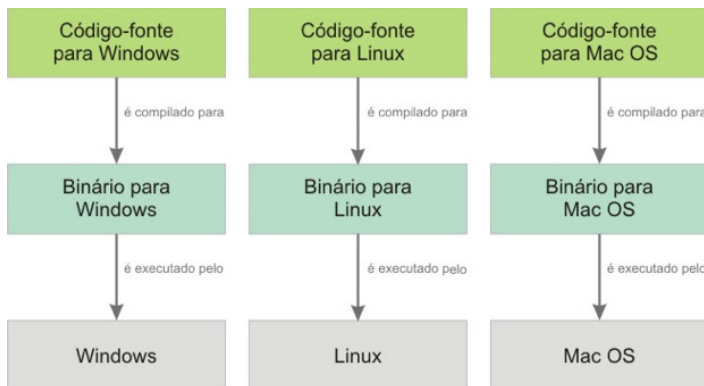 Código-fonte
para Windows
Código-fonte
para Linux
Código-fonte
para Mac OS
é compilado para
é compilado para
é compilado para
Binário para
Windows
Binário para
Linux
Binário para
Mac OS
é executado pelo
é executado pelo
é executado pelo
Windows
Linux
Mac OS